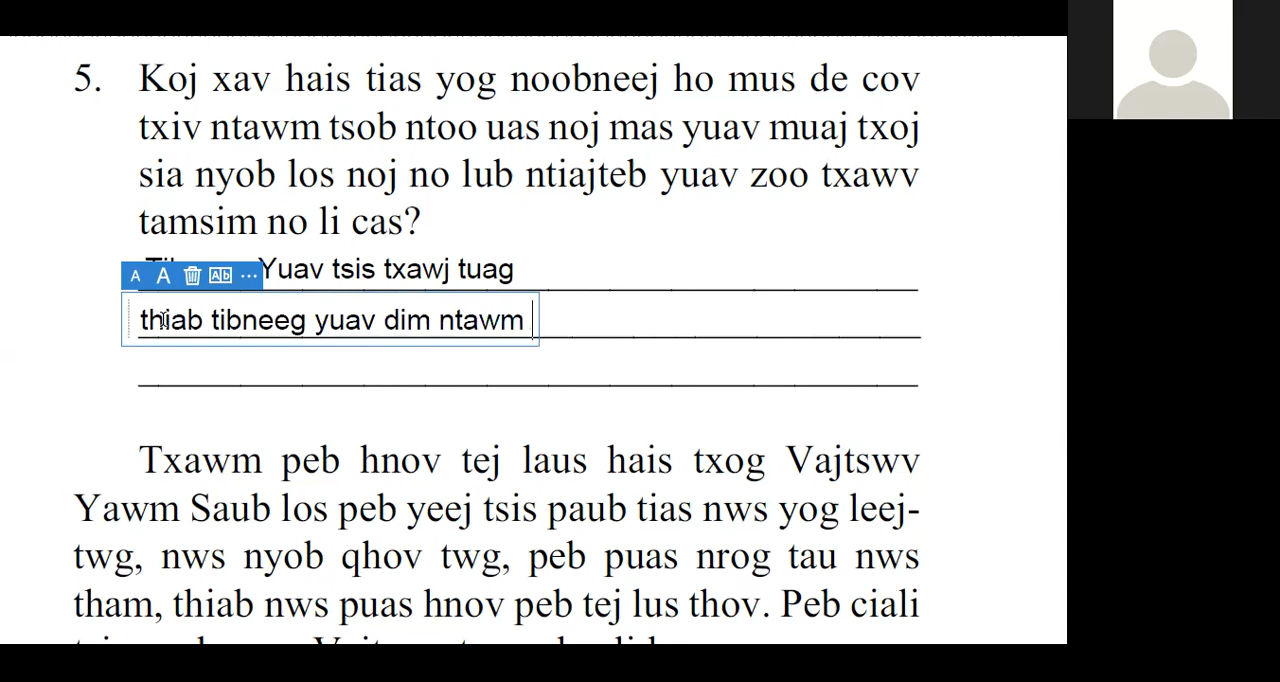 5. Koj xav hais tias yog noobneej ho mus de cov
txiv ntawm tsob ntoo uas noj mas yuav muaj txoj
sia nyob los noj no lub ntiajteb yuav zoo txawv
tamsim no li cas?
Yuav tsis txawj tuag
thiab tibneeg yuav dim ntawm
Txawm peb hnov tej laus hais txog Vajtswv
Yawm Saub los peb yeej tsis paub tias nws yog leej-
twg, nws nyob qhov twg, peb puas nrog tau nws
tham, thiab nws puas hnov peb tej lus thov. Peb ciali